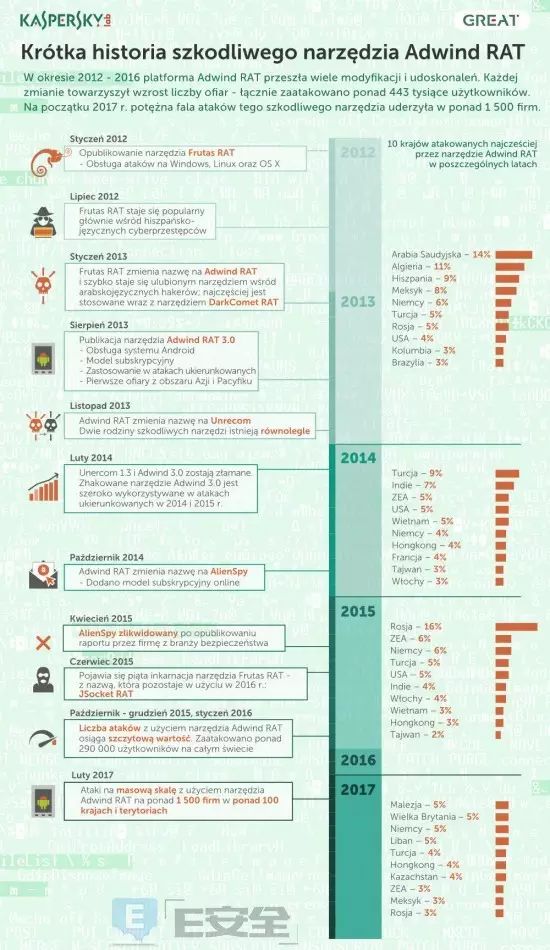 KASPERSKY lab
GREAT
Krótka historia szkodliwego narzędzia Adwind RAT
W okresie 2012 - 2016 platforma Adwind RAT przeszła wiele modyfikacji i udoskonaleń. Każdej
zmianie towarzyszył wzrost liczby ofiar - łącznie zaatakowano ponad 443 tysiące użytkowników.
Na początku 2017 r. potężna fala ataków tego szkodliwego narzędzia uderzyła w ponad 1 500 firm.
Styczeń 2012
Opublikowanie narzędzia Frutas RAT
- Obsługa ataków na Windows, Linux oraz OS X
Lipiec 2012
Frutas RAT staje się popularny
głównie wśród hiszpańsko-
języcznych cyberprzestępców
Styczeń 2013
Frutas RAT zmienia nazwę na Adwind RAT
i szybko staje się ulubionym narzędziem wśród
arabskojęzycznych hakerów; najczęściej jest
stosowane wraz z narzędziem DarkComet RAT
Sierpień 2013
Publikacja narzędzia Adwind RAT 3.0
- Obsługa systemu Android
- Model subskrypcyjny
- Zastosowanie w atakach ukierunkowanych
- Pierwsze ofiary z obszaru Azji i Pacyfiku
Listopad 2013
Adwind RAT zmienia nazwę na Unrecom
Dwie rodziny szkodliwych narzędzi istnieją równolegle
Luty 2014
Unercom 1.3 i Adwind 3.0 zostają złamane.
Zhakowane narzędzie Adwind 3.0 jest
szeroko wykorzystywane w atakach
ukierunkowanych w 2014 i 2015 r.
Październik 2014
Adwind RAT zmienia nazwę na AlienSpy
- Dodano model subskrypcyjny online
Kwiecień 2015
AlienSpy zlikwidowany po opublikowaniu
raportu przez firmę z branży bezpieczeństwa
Czerwiec 2015
Pojawia się piąta inkarnacja narzędzia Frutas RAT -
z nazwą, która pozostaje w użyciu w 2016 r.:
JSocket RAT
Październik - grudzień 2015, styczeń 2016
Liczba ataków z użyciem narzędzia Adwind RAT
osiąga szczytową wartość. Zaatakowano ponad
290 000 użytkowników na całym świecie
Luty 2017
Ataki na masową skalę z użyciem narzędzia
Adwind RAT na ponad 1 500 firm w ponad 100
krajach i terytoriach
2012
10 krajów atakowanych najczęściej
przez narzędzie Adwind RAT
w poszczególnych latach
2013
Arabia Saudyjska – 14%
Algieria – 11%
Hiszpania – 9%
Meksyk – 8%
Niemcy – 6%
Turcja – 5%
Rosja – 5%
USA – 4%
Kolumbia – 3%
Brazylia – 3%
2014
Turcja – 9%
Indie – 7%
ZEA – 5%
USA – 5%
Wietnam – 5%
Niemcy – 4%
Hongkong – 4%
Francja – 4%
Tajwan – 3%
Włochy – 3%
2015
Rosja – 16%
ZEA – 6%
Niemcy – 6%
Turcja – 5%
USA – 5%
Indie – 4%
Włochy – 4%
Wietnam – 3%
Hongkong – 3%
Tajwan – 2%
2016
2017
Malezja – 5%
Wielka Brytania – 5%
Niemcy – 5%
Liban – 5%
Turcja – 4%
Hongkong – 4%
Kazachstan – 4%
ZEA – 3%
Meksyk – 3%
Rosja – 3%
E安全